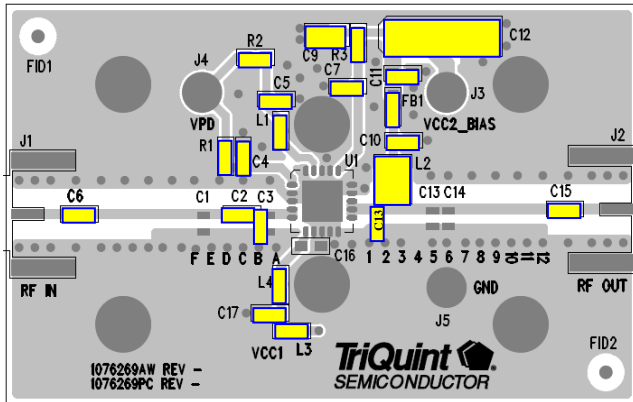 FID1
J4
R2
C9
R3
C12
C7
C11
J3
C5
FB1
VPD
VCC2_BIAS
L1
J1
R1
C4
U1
C10
L2
J2
C6
C1
C2
C3
C13
C13
C14
C15
F
E
D
C
B
A
C16
1
2
3
4
5
6
7
8
9
10
11
12
RF IN
L4
GND
RF OUT
C17
J5
VCC1
L3
FID2
1076269AW REV -
1076269PC REV -
TriQuint
SEMICONDUCTOR